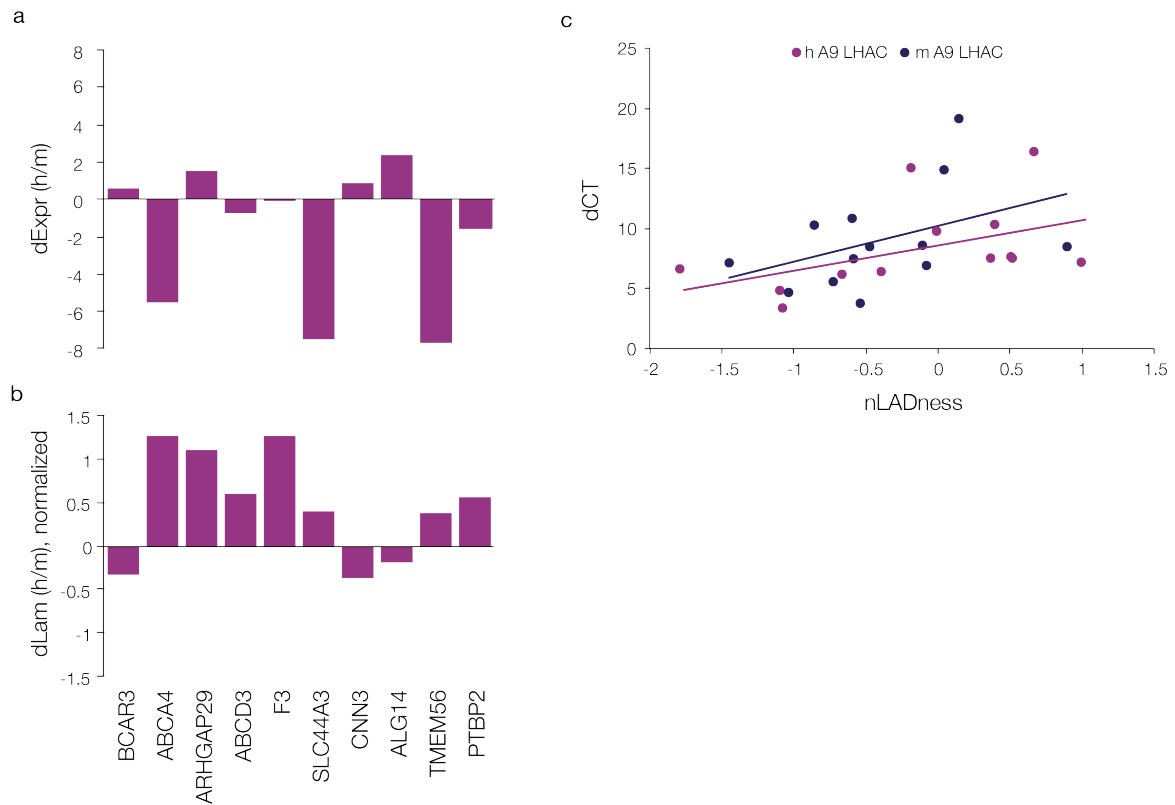 a
dExpr (h/m)
8
6
4
2
0
-2
-4
-6
-8
b
dLam (h/m), normalized
1.5
1
0.5
0
-0.5
-1
-1.5
BCAR3
ABCA4
ARHGAP29
ABCD3
F3
SLC44A3
CNN3
ALG14
TMEM56
PTBP2
c
h A9 LHAC
m A9 LHAC
dCT
25
20
15
10
5
0
-2
-1.5
-1
-0.5
0
0.5
1
1.5
nLADness